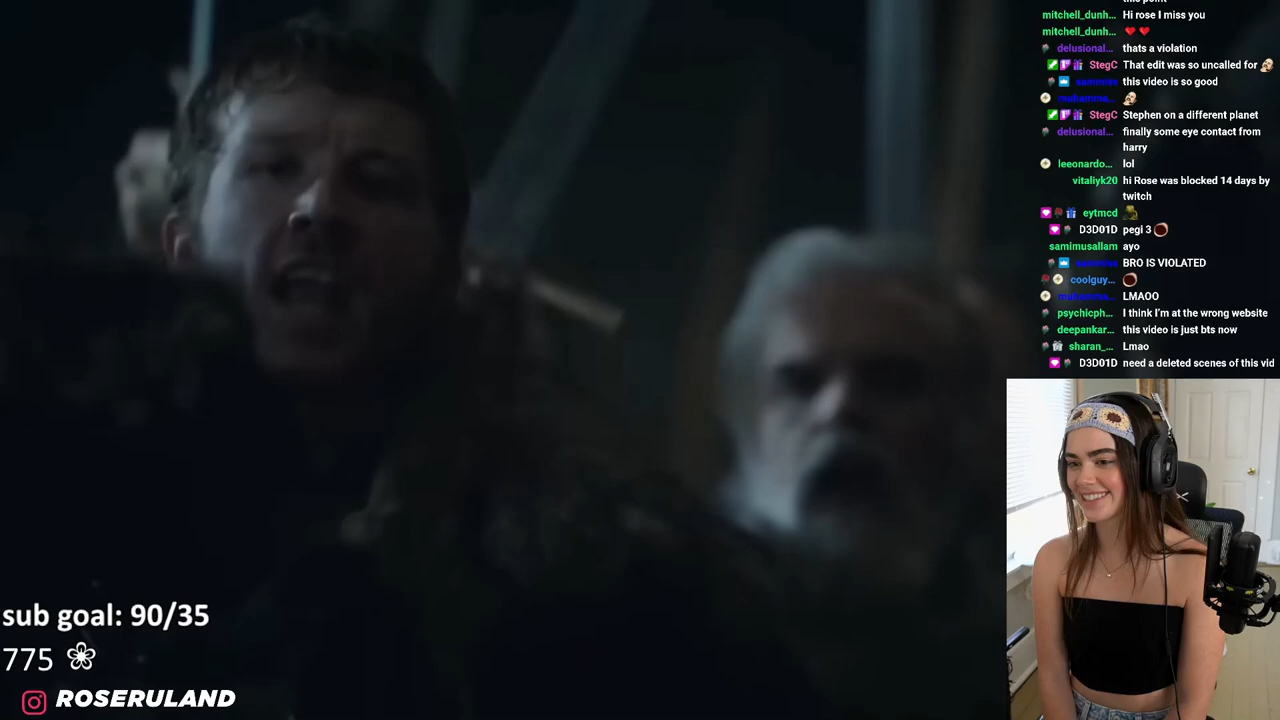 mitchell_dunh... Hi rose I miss you
mitchell_dunh...
delusional... thats a violation
StegC That edit was so uncalled for
this video is so good
StegC Stephen on a different planet
delusional... finally some eye contact from
harry
leeonardo... lol
vitaliyk20 hi Rose was blocked 14 days by
twitch
eytmcd
D3D01D pegi 3
samimusallam ayo
BRO IS VIOLATED
coolguy...
LMAOO
psychicph... I think I'm at the wrong website
deepankar... this video is just bts now
sharan_... Lmao
D3D01D need a deleted scenes of this vid
sub goal: 90/35
775
ROSERULAND